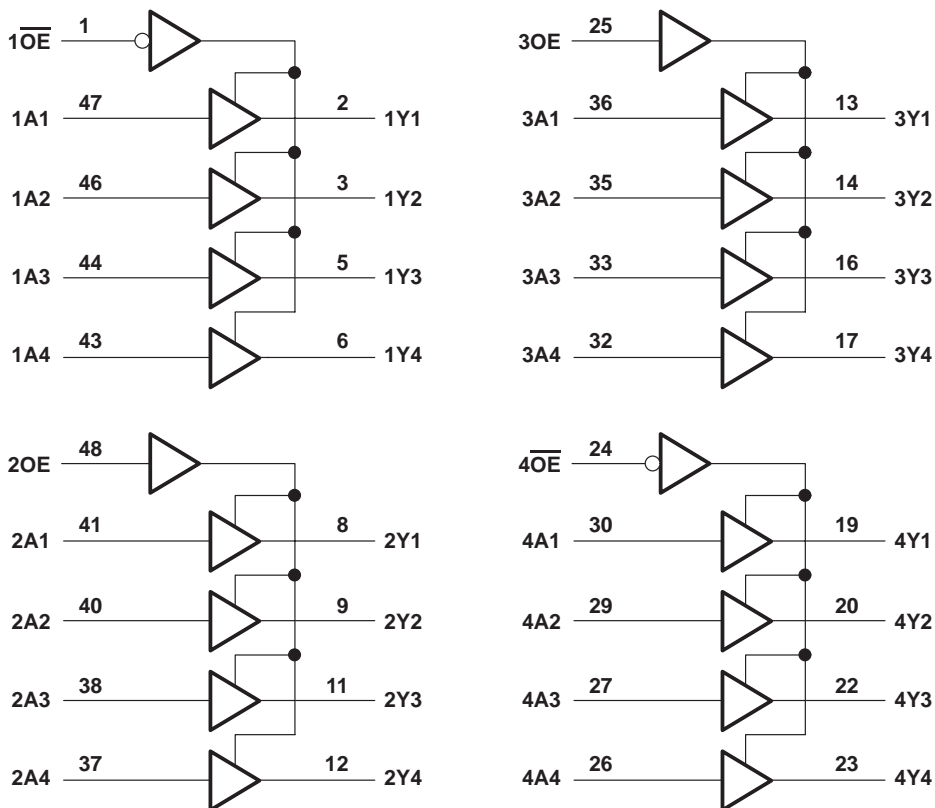 1OE 1
1A1 47 2 1Y1
1A2 46 3 1Y2
1A3 44 5 1Y3
1A4 43 6 1Y4
3OE 25
3A1 36 13 3Y1
3A2 35 14 3Y2
3A3 33 16 3Y3
3A4 32 17 3Y4
2OE 48
2A1 41 8 2Y1
2A2 40 9 2Y2
2A3 38 11 2Y3
2A4 37 12 2Y4
4OE 24
4A1 30 19 4Y1
4A2 29 20 4Y2
4A3 27 22 4Y3
4A4 26 23 4Y4